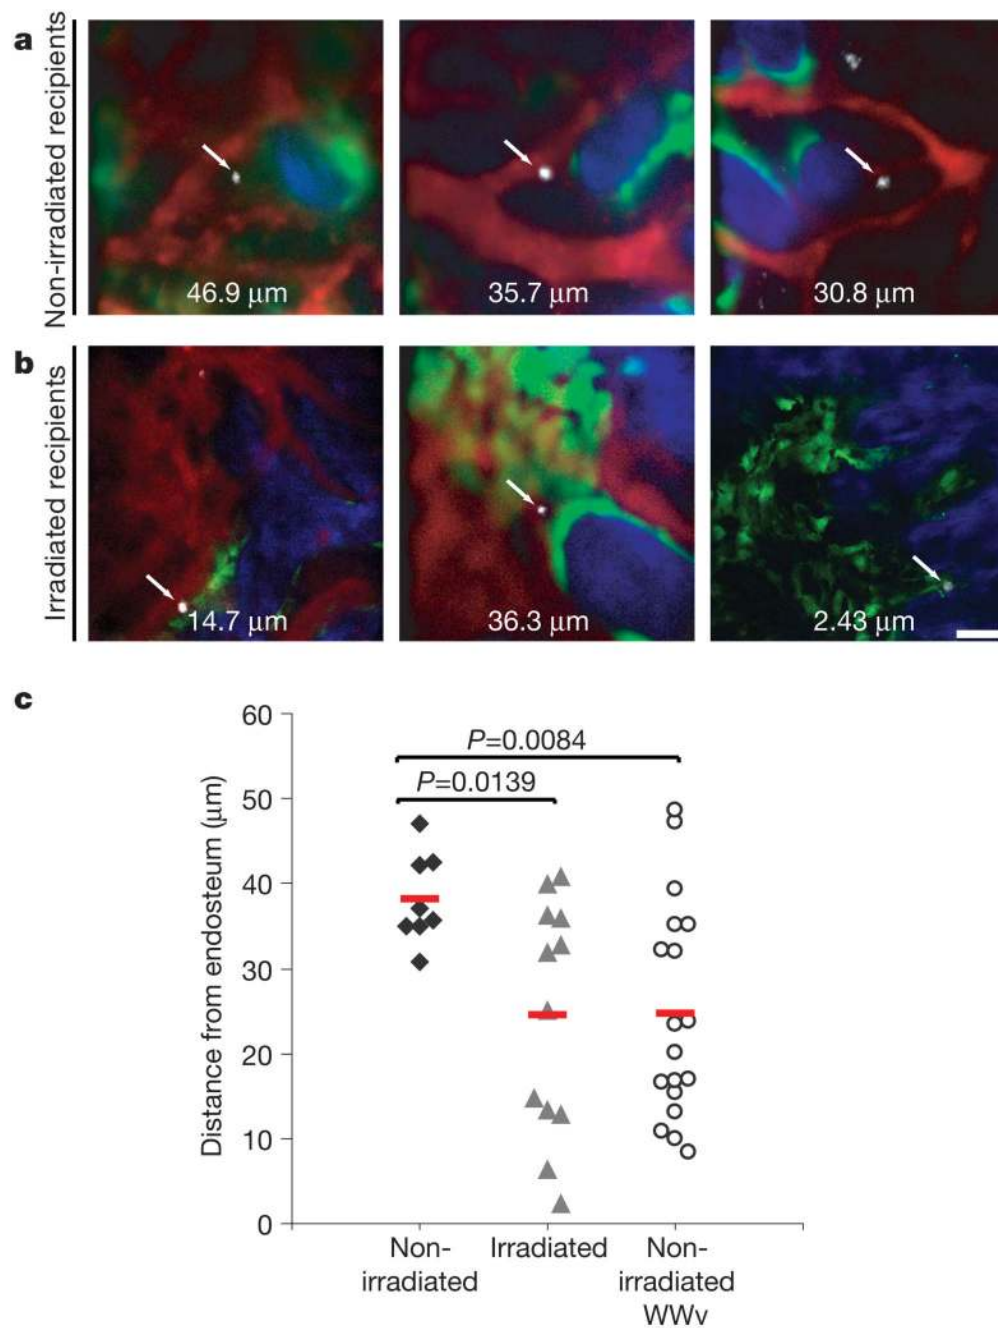 a
Non-irradiated recipients
46.9 μm
35.7 μm
30.8 μm
b
Irradiated recipients
14.7 μm
36.3 μm
2.43 μm
c
Distance from endosteum (μm)
60
50
40
30
20
10
0
P=0.0084
P=0.0139
Non-
irradiated
Irradiated
Non-
irradiated
WWv